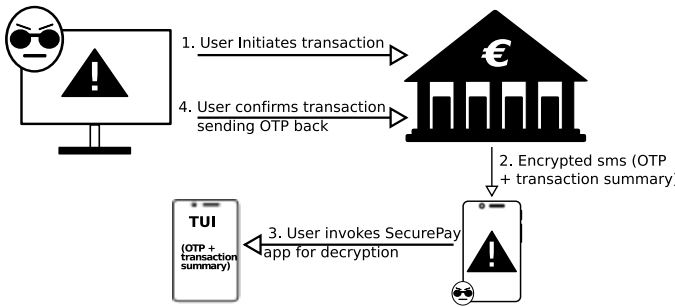 1. User Initiates transaction
€
4. User confirms transaction
sending OTP back
2. Encrypted sms (OTP
+ transaction summary)
3. User invokes SecurePay
app for decryption
TUI
(OTP +
transaction
summary)